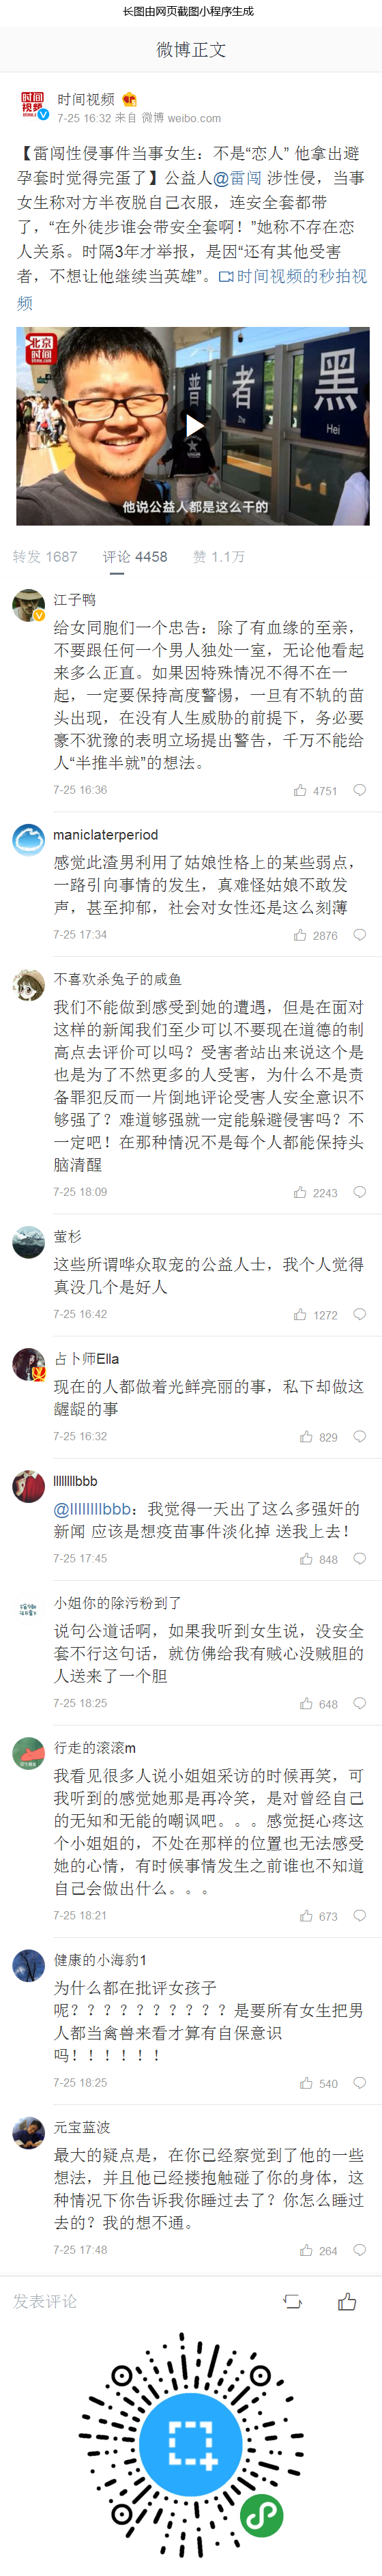 长图由网页截图小程序生成
微博正文
时间视频
时间视频
7-25 16:32 来自 微博 weibo.com
【雷闯性侵事件当事女生：不是“恋人” 他拿出避
孕套时觉得完蛋了】公益人@雷闯 涉性侵，当事
女生称对方半夜脱自己衣服，连安全套都带
了，“在外徒步谁会带安全套啊！”她称不存在恋
人关系。时隔3年才举报，是因“还有其他受害
者，不想让他继续当英雄”。时间视频的秒拍视
频
北京时间
普者黑
Zhe Hei
他说公益人都是这么干的
转发 1687 评论 4458 赞 1.1万
江子鸭
给女同胞们一个忠告：除了有血缘的至亲，
不要跟任何一个男人独处一室，无论他看起
来多么正直。如果因特殊情况不得不在一
起，一定要保持高度警惕，一旦有不轨的苗
头出现，在没有人生威胁的前提下，务必要
豪不犹豫的表明立场提出警告，千万不能给
人“半推半就”的想法。
7-25 16:36 4751
maniclaterperiod
感觉此渣男利用了姑娘性格上的某些弱点，
一路引向事情的发生，真难怪姑娘不敢发
声，甚至抑郁，社会对女性还是这么刻薄
7-25 17:34 2876
不喜欢杀兔子的咸鱼
我们不能做到感受到她的遭遇，但是在面对
这样的新闻我们至少可以不要现在道德的制
高点去评价可以吗？受害者站出来说这个是
也是为了不然更多的人受害，为什么不是责
备罪犯反而一片倒地评论受害人安全意识不
够强了？难道够强就一定能躲避侵害吗？不
一定吧！在那种情况不是每个人都能保持头
脑清醒
7-25 18:09 2243
萤杉
这些所谓哗众取宠的公益人士，我个人觉得
真没几个是好人
7-25 16:42 1272
占卜师Ella
现在的人都做着光鲜亮丽的事，私下却做这
龌龊的事
7-25 16:32 829
llllllllbbb
@llllllllbbb：我觉得一天出了这么多强奸的
新闻 应该是想疫苗事件淡化掉 送我上去！
7-25 17:45 848
小姐你的除污粉到了
说句公道话啊，如果我听到女生说，没安全
套不行这句话，就仿佛给我有贼心没贼胆的
人送来了一个胆
7-25 18:25 648
行走的滚滚m
我看见很多人说小姐姐采访的时候再笑，可
我听到的感觉她那是再冷笑，是对曾经自己
的无知和无能的嘲讽吧。。。感觉挺心疼这
个小姐姐的，不处在那样的位置也无法感受
她的心情，有时候事情发生之前谁也不知道
自己会做出什么。。。
7-25 18:21 673
健康的小海豹1
为什么都在批评女孩子
呢？？？？？？？？？？是要所有女生把男
人都当禽兽来看才算有自保意识
吗！！！！！！
7-25 18:25 540
元宝蓝波
最大的疑点是，在你已经察觉到了他的一些
想法，并且他已经搂抱触碰了你的身体，这
种情况下你告诉我你睡过去了？你怎么睡过
去的？我的想不通。
7-25 17:48 264
发表评论